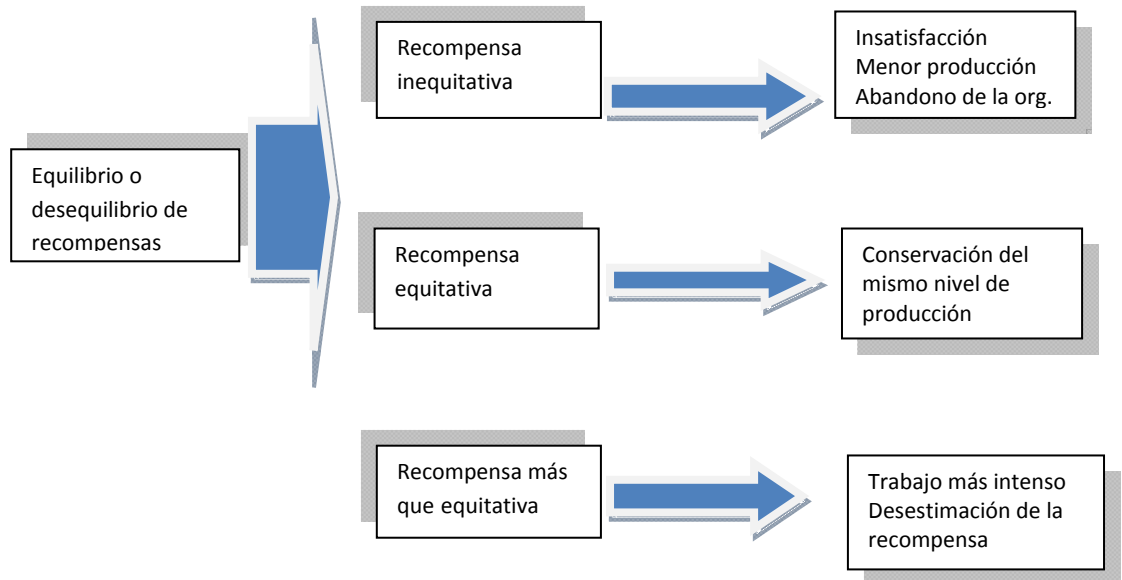 Equilibrio o
desequilibrio de
recompensas
Recompensa
inequitativa
Insatisfacción
Menor producción
Abandono de la org.
Recompensa
equitativa
Conservación del
mismo nivel de
producción
Recompensa más
que equitativa
Trabajo más intenso
Desestimación de la
recompensa